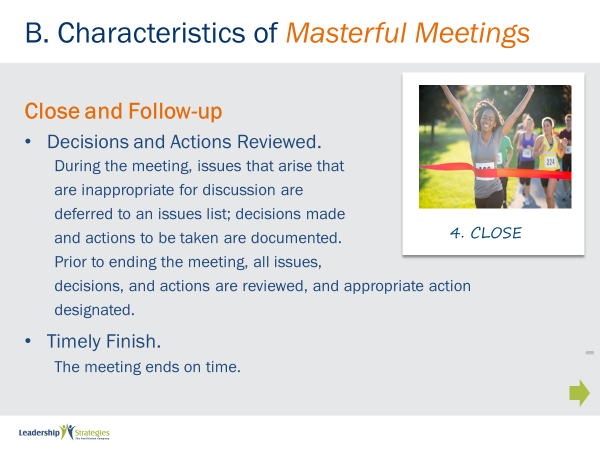 B. Characteristics of Masterful Meetings
Close and Follow-up
• Decisions and Actions Reviewed.
During the meeting, issues that arise that
are inappropriate for discussion are
deferred to an issues list; decisions made
and actions to be taken are documented.
Prior to ending the meeting, all issues,
decisions, and actions are reviewed, and appropriate action
designated.
• Timely Finish.
The meeting ends on time.
224
4. CLOSE
Leadership Strategies
The Facilitation Company